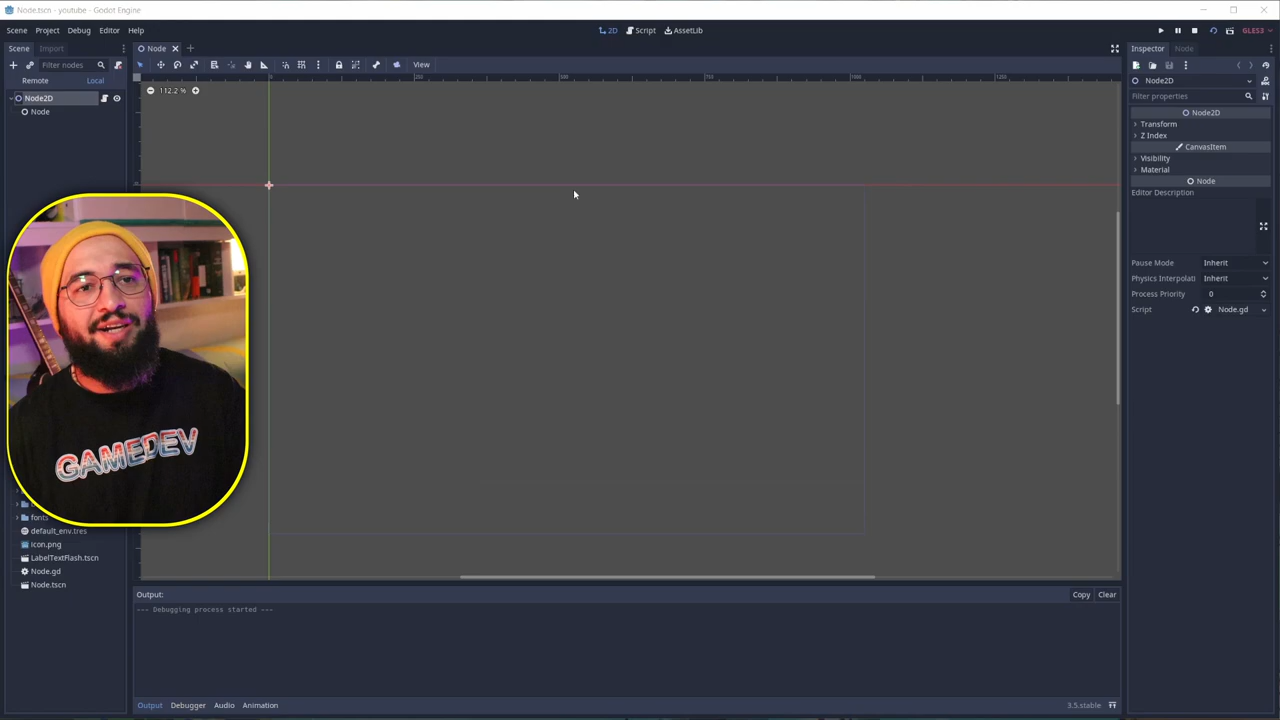 Node.tscn - youtube - Godot Engine
Scene Project Debug Editor Help
2D Script AssetLib
GLES3
Scene Import
Node
Inspector Node
Filter nodes
View
Remote Local
Node2D
Filter properties
Node2D
Node
112.2 %
Node2D
Transform
Z Index
CanvasItem
Visibility
Material
Node
Editor Description
Pause Mode Inherit
Physics Interpolati Inherit
Process Priority 0
Script Node.gd
GAMEDEV
fonts
default_env.tres
icon.png
LabelTextFlash.tscn
Node.gd
Node.tscn
Output:
Copy Clear
--- Debugging process started ---
Output Debugger Audio Animation
3.5.stable